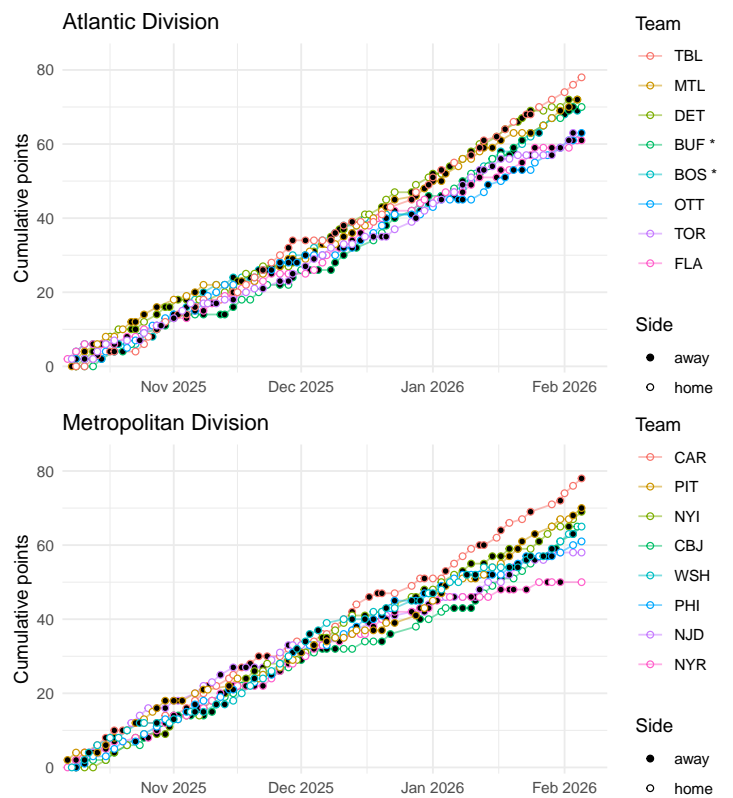 Atlantic Division
Cumulative points
80
60
40
20
0
Nov 2025
Dec 2025
Jan 2026
Feb 2026
Team
TBL
MTL
DET
BUF *
BOS *
OTT
TOR
FLA
Side
away
home
Metropolitan Division
Cumulative points
80
60
40
20
0
Nov 2025
Dec 2025
Jan 2026
Feb 2026
Team
CAR
PIT
NYI
CBJ
WSH
PHI
NJD
NYR
Side
away
home